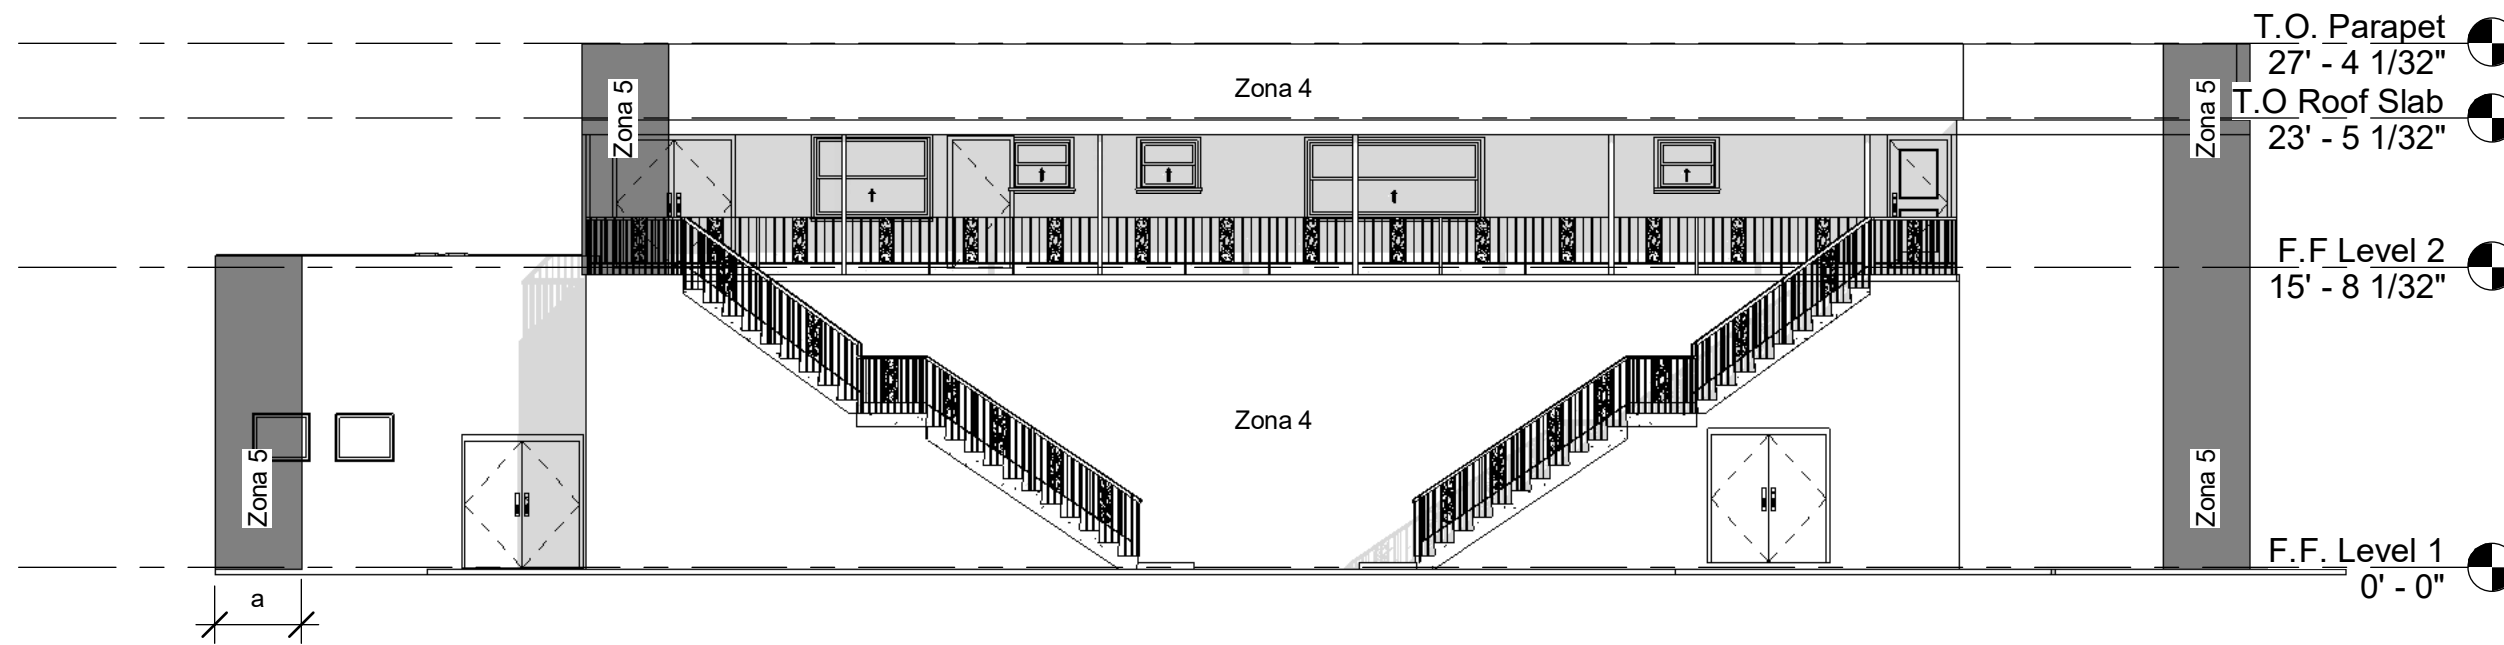 T.O. Parapet
27' - 4 1/32"
Zona 5
Zona 4
Zona 5
T.O Roof Slab
23' - 5 1/32"
F.F Level 2
15' - 8 1/32"
Zona 4
Zona 5
Zona 5
F.F. Level 1
0' - 0"
a